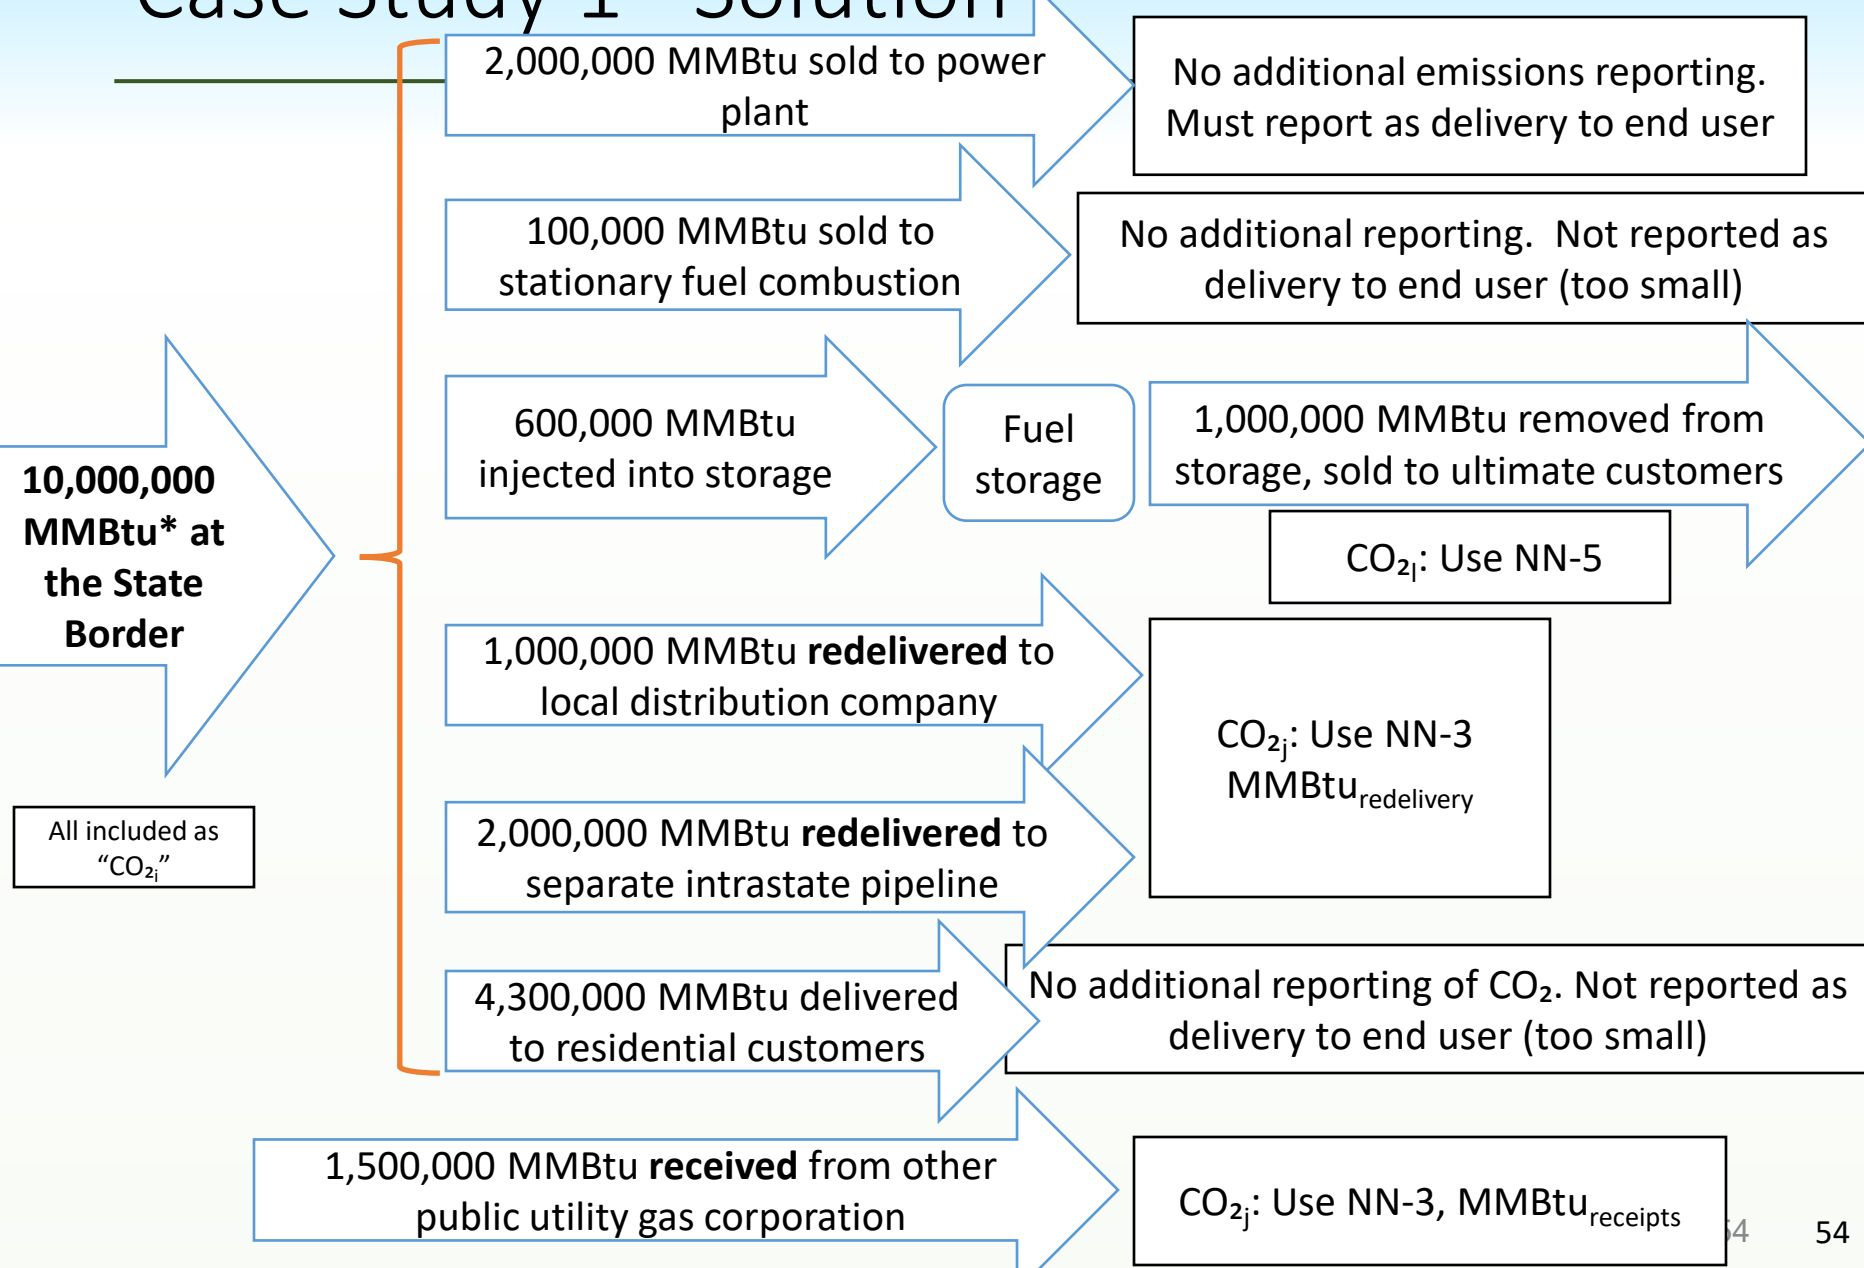 Case Study 1 - Solution
2,000,000 MMBtu sold to power
plant
No additional emissions reporting.
Must report as delivery to end user
100,000 MMBtu sold to
stationary fuel combustion
No additional reporting.  Not reported as
delivery to end user (too small)
10,000,000
MMBtu* at
the State
Border
600,000 MMBtu
injected into storage
Fuel
storage
1,000,000 MMBtu removed from
storage, sold to ultimate customers
CO₂l: Use NN-5
1,000,000 MMBtu redelivered to
local distribution company
CO₂j: Use NN-3
MMBturedelivery
All included as
“CO₂i”
2,000,000 MMBtu redelivered to
separate intrastate pipeline
4,300,000 MMBtu delivered
to residential customers
No additional reporting of CO₂. Not reported as
delivery to end user (too small)
1,500,000 MMBtu received from other
public utility gas corporation
CO₂j: Use NN-3, MMBtureceipts
54